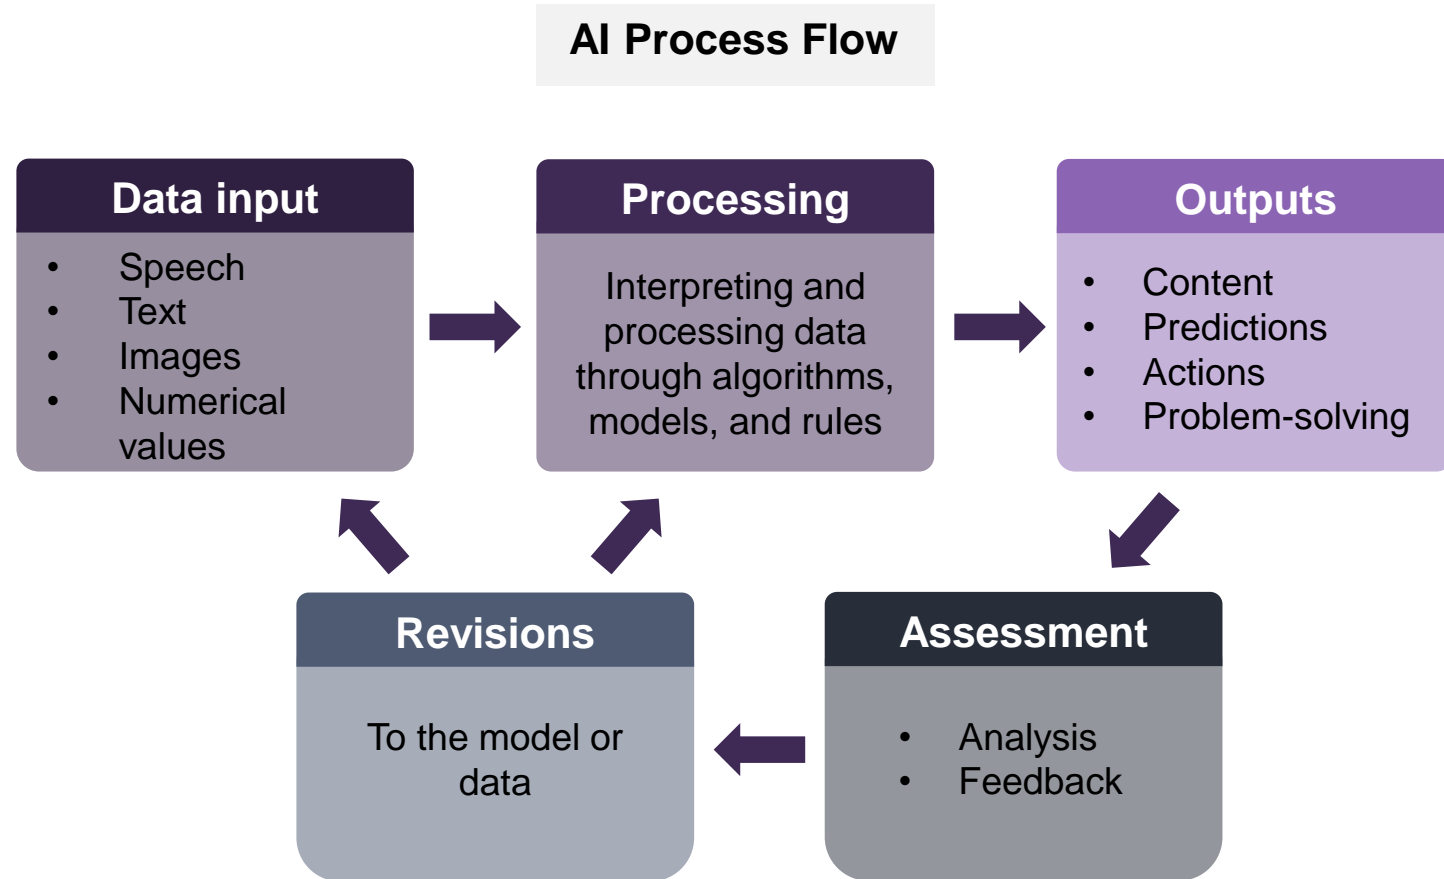 AI Process Flow
Data input
• Speech
• Text
• Images
• Numerical
values
Processing
Interpreting and
processing data
through algorithms,
models, and rules
Outputs
• Content
• Predictions
• Actions
• Problem-solving
Revisions
To the model or
data
Assessment
• Analysis
• Feedback